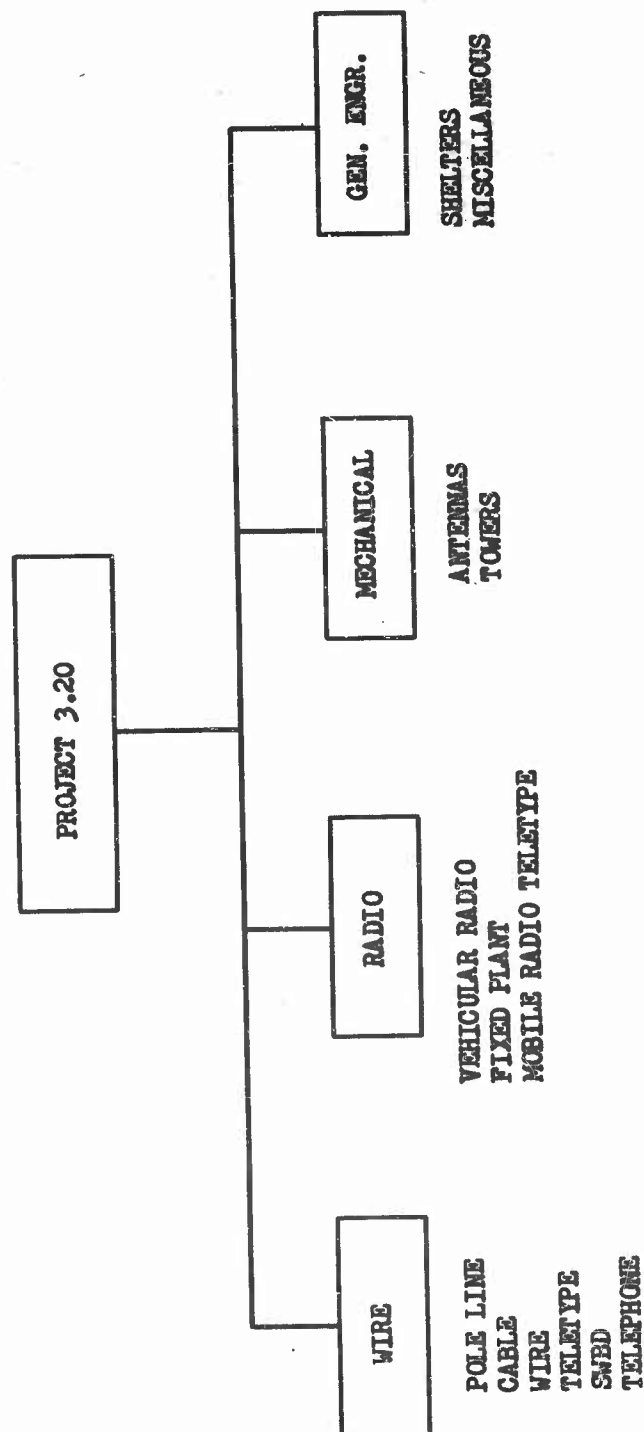 PROJECT 3.20
WIRE
POLE LINE
CABLE
WIRE
TELETYPE
SWBD
TELEPHONE
RADIO
VEHICULAR RADIO
FIXED PLANT
MOBILE RADIO TELETYPE
MECHANICAL
ANTENNAS
TOWERS
GEN. ENGR.
SHELTERS
MISCELLANEOUS